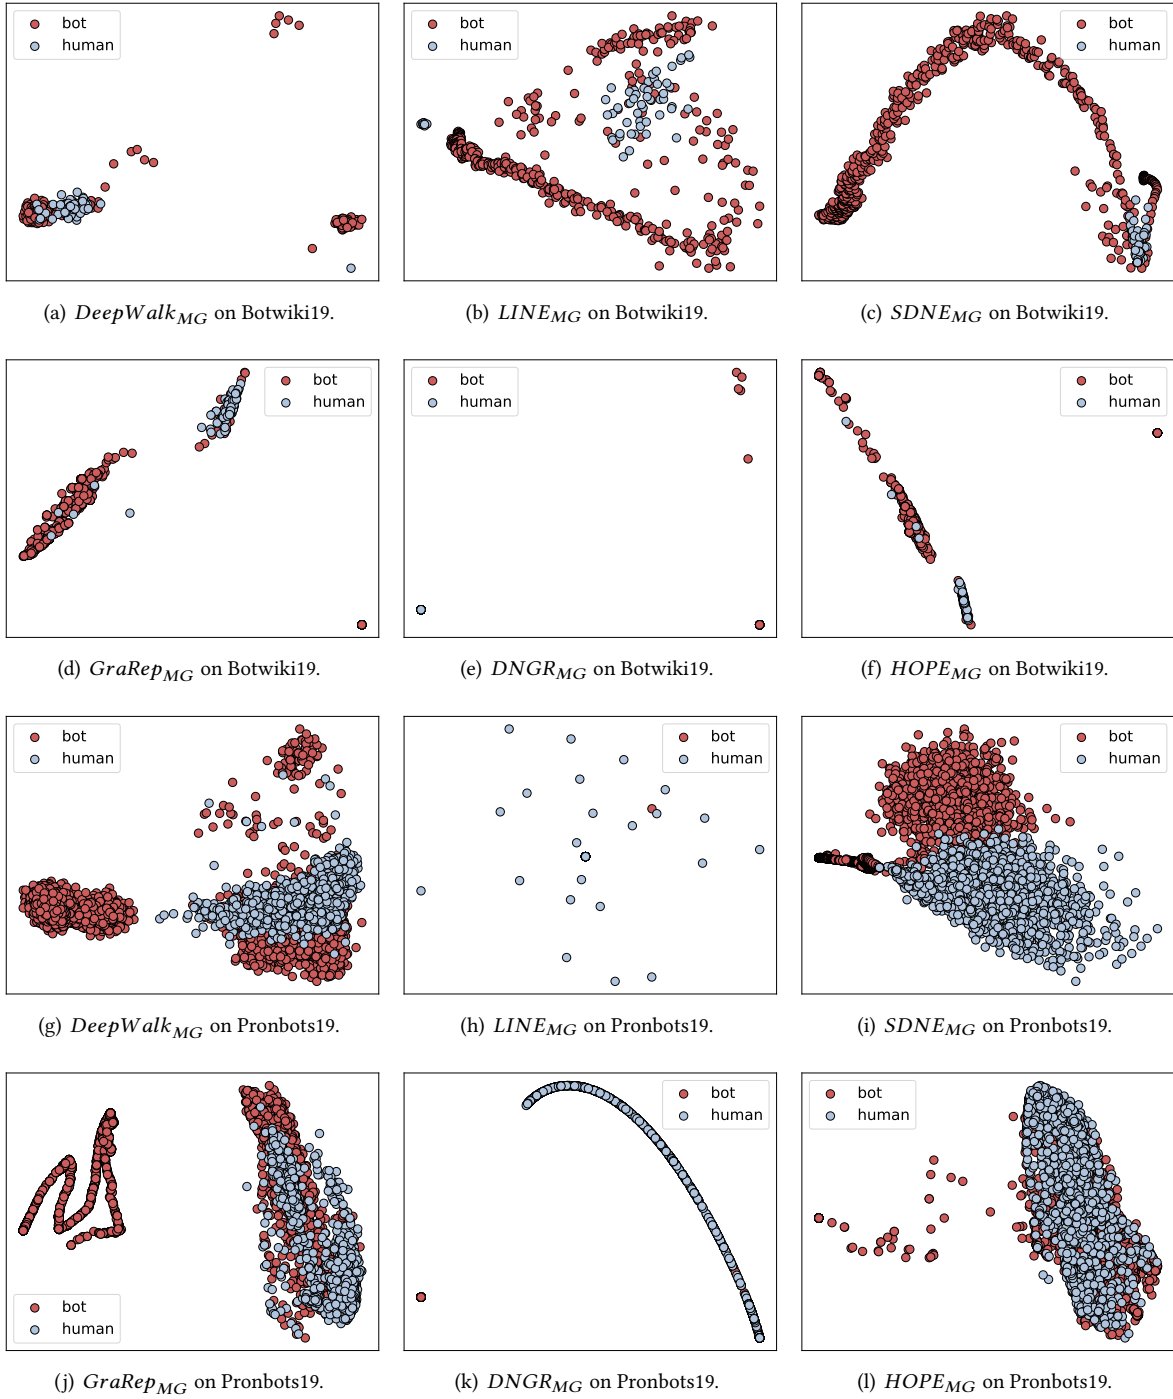 bot
human
bot
human
bot
human
(a) DeepWalk_MG on Botwiki19.
(b) LINE_MG on Botwiki19.
(c) SDNE_MG on Botwiki19.
bot
human
bot
human
bot
human
(d) GraRep_MG on Botwiki19.
(e) DNGR_MG on Botwiki19.
(f) HOPE_MG on Botwiki19.
bot
human
bot
human
bot
human
(g) DeepWalk_MG on Pronbots19.
(h) LINE_MG on Pronbots19.
(i) SDNE_MG on Pronbots19.
bot
human
bot
human
bot
human
(j) GraRep_MG on Pronbots19.
(k) DNGR_MG on Pronbots19.
(l) HOPE_MG on Pronbots19.